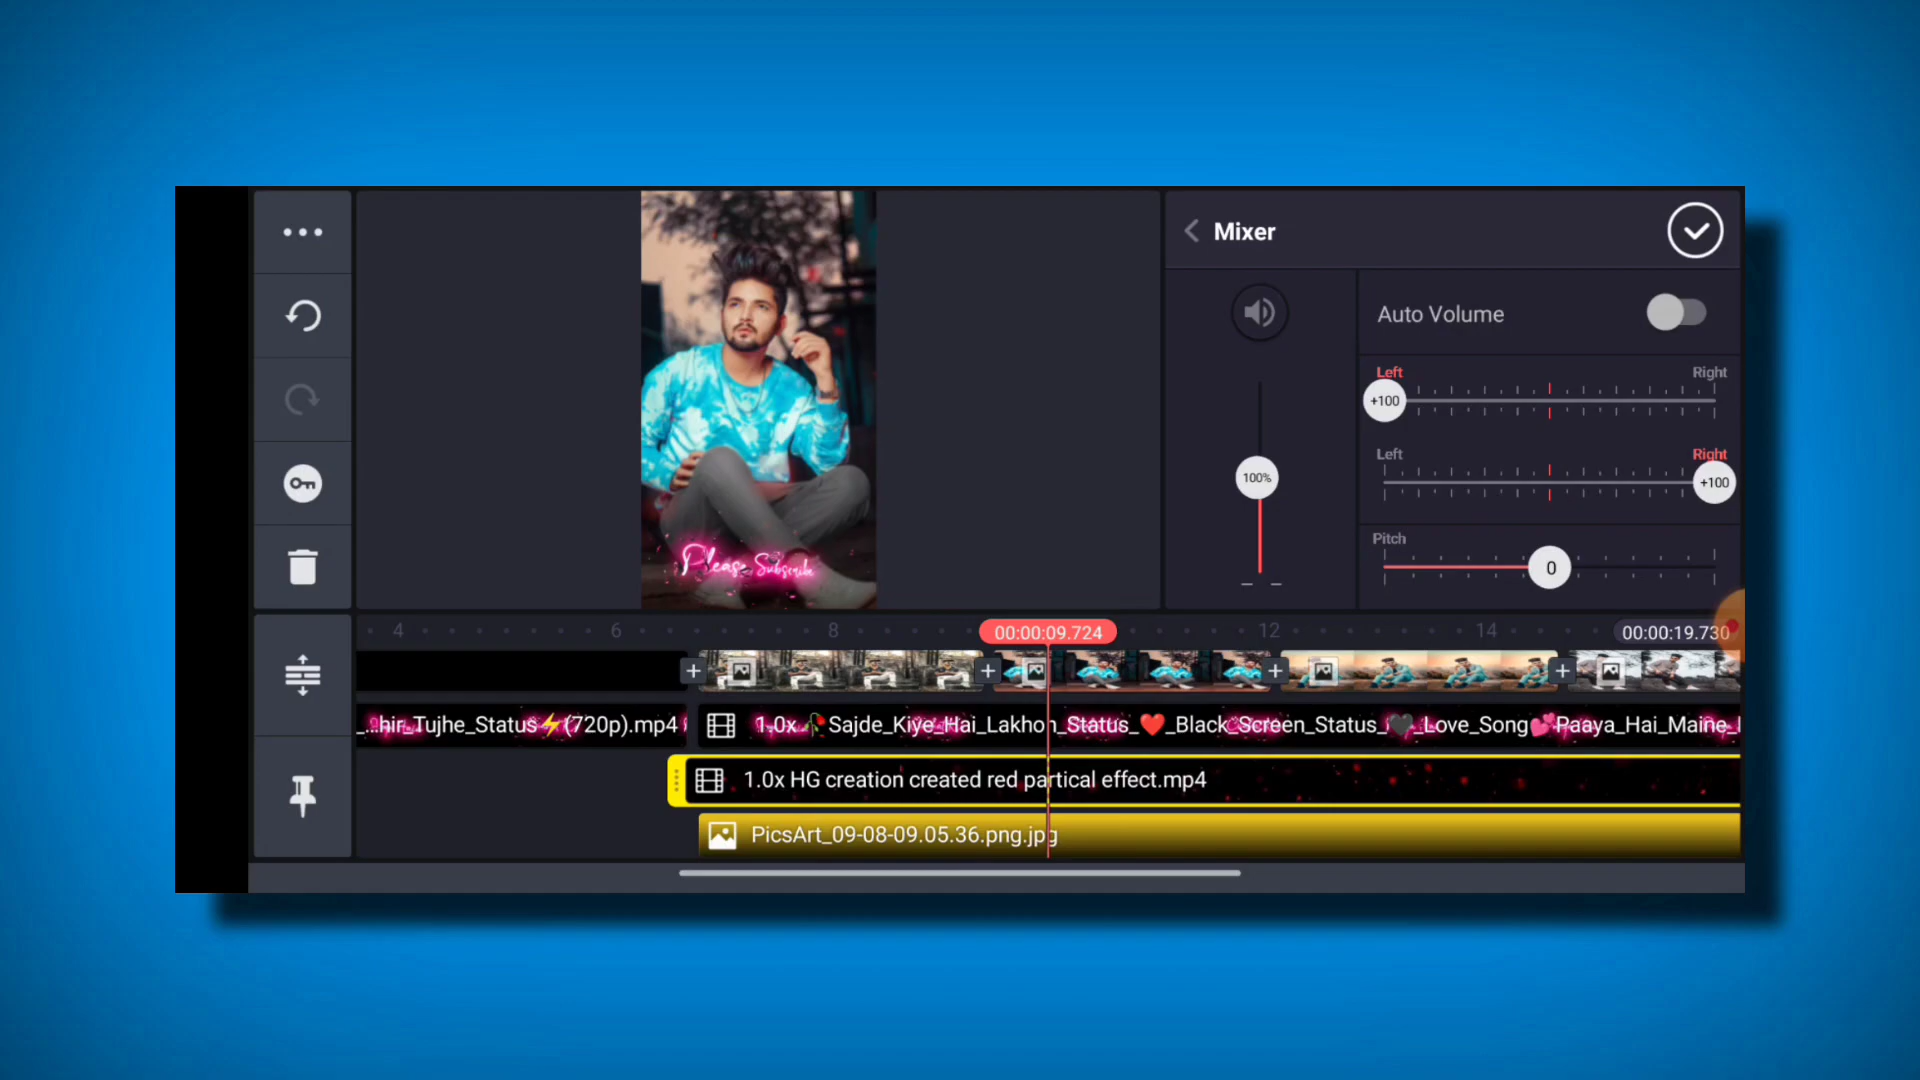 Mixer
Auto Volume
Left
Right
+100
Left
Right
+100
100%
Pitch
0
Please Subscribe
4
6
8
00:00:09.724
12
14
00:00:19.730
_...hir_Tujhe_Status⚡(720p).mp4
1.0x 🥀Sajde_Kiye_Hai_Lakhon_Status_❤️_Black_Screen_Status_🖤_Love_Song💕Paaya_Hai_Maine_
1.0x HG creation created red partical effect.mp4
PicsArt_09-08-09.05.36.png.jpg